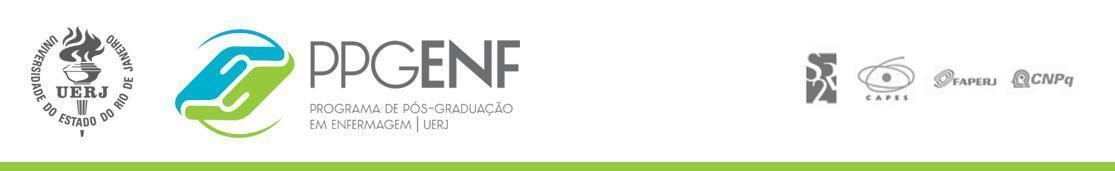 UNIVERSIDADE DO ESTADO DO RIO DE JANEIRO
UERJ
PPGENF
PROGRAMA DE PÓS-GRADUAÇÃO
EM ENFERMAGEM | UERJ
SR2
CAPES
FAPERJ
CNPq